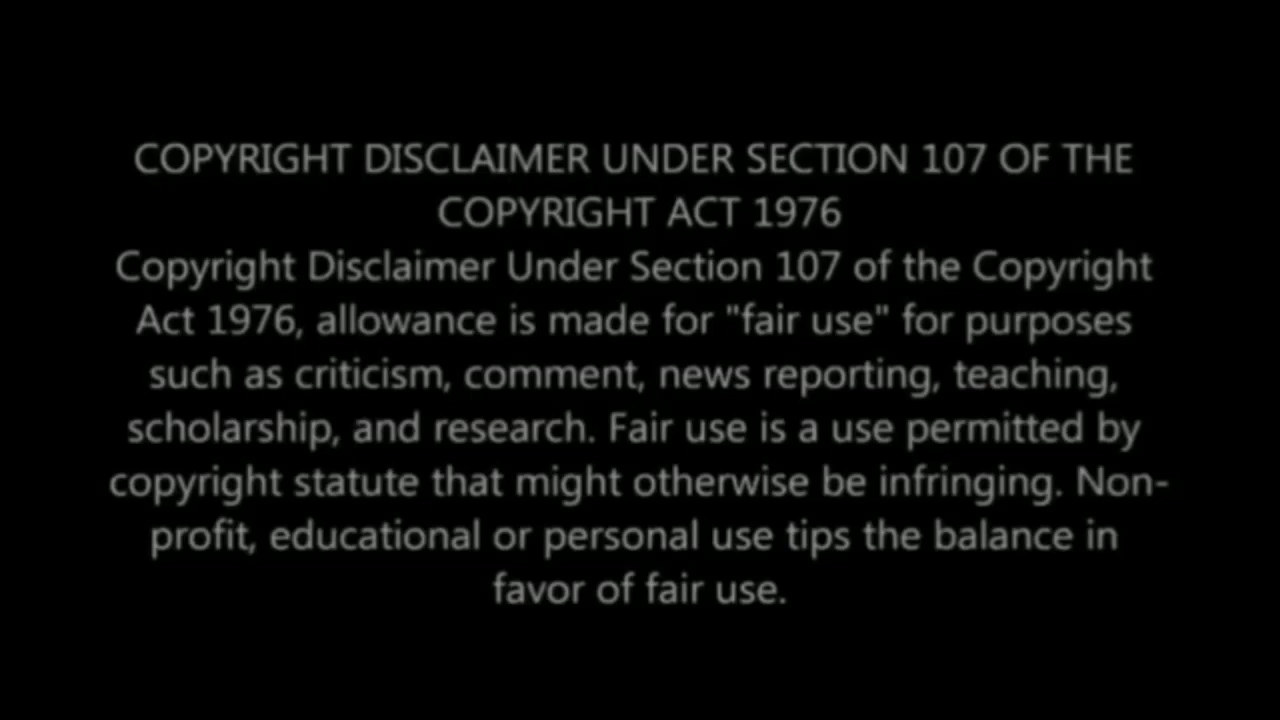 COPYRIGHT DISCLAIMER UNDER SECTION 107 OF THE
COPYRIGHT ACT 1976
Copyright Disclaimer Under Section 107 of the Copyright
Act 1976, allowance is made for "fair use" for purposes
such as criticism, comment, news reporting, teaching,
scholarship, and research. Fair use is a use permitted by
copyright statute that might otherwise be infringing. Non-
profit, educational or personal use tips the balance in
favor of fair use.